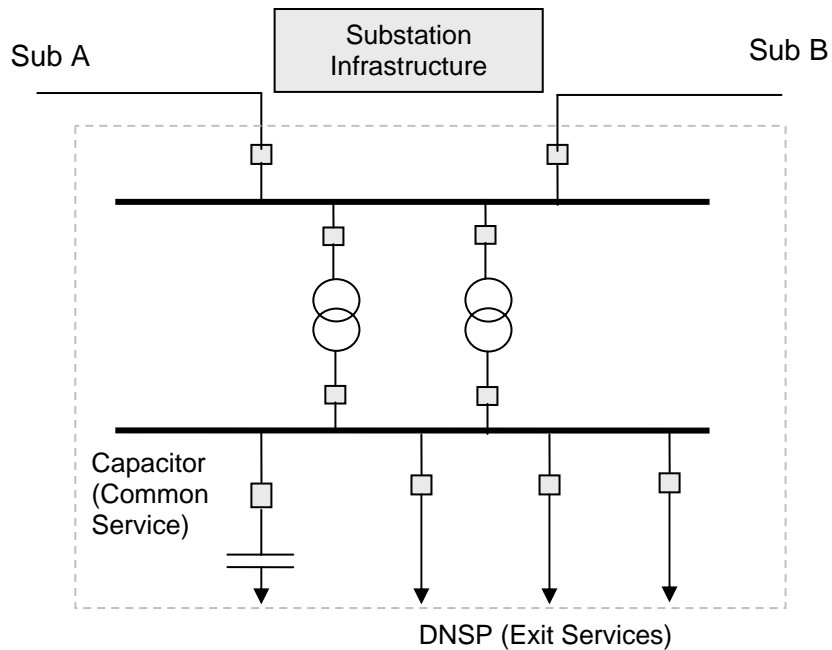 Substation
Infrastructure
Sub A
Sub B
Capacitor
(Common
Service)
DNSP (Exit Services)